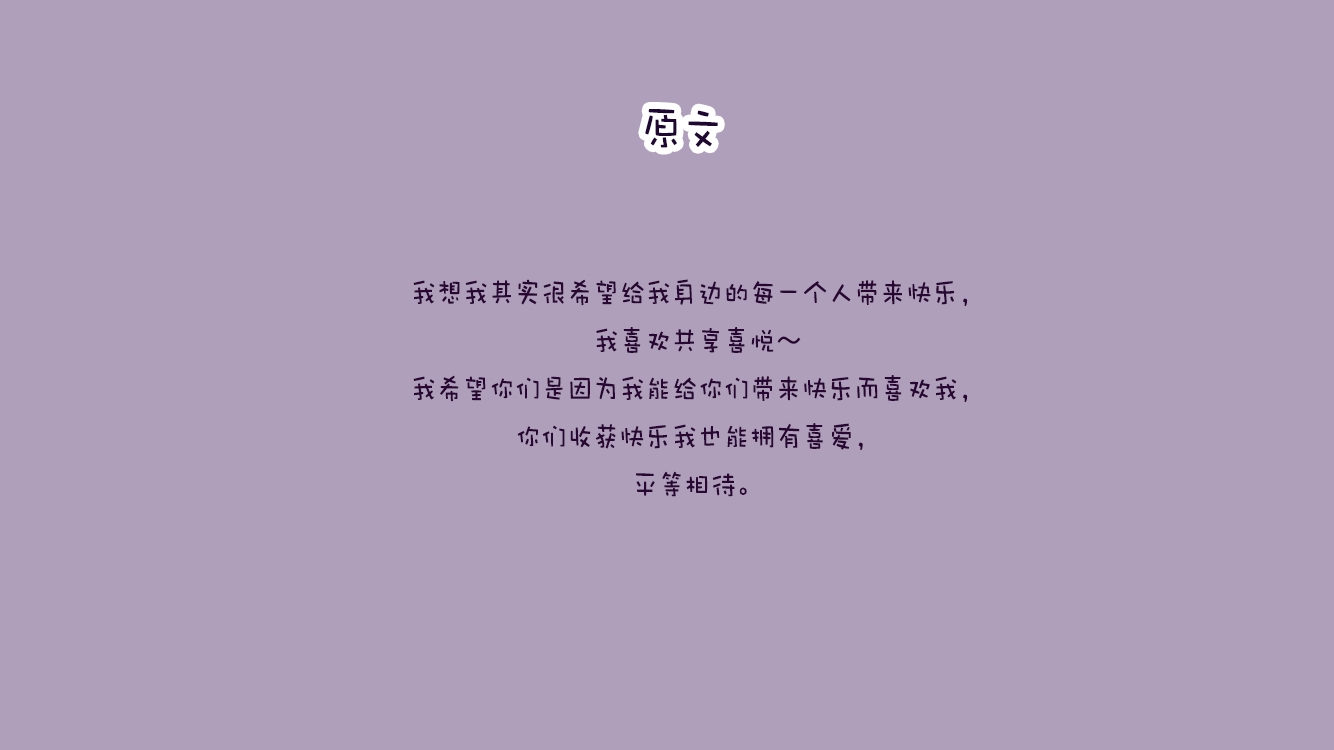 原文
我想我其实很希望给我身边的每一个人带来快乐，
我喜欢共享喜悦～
我希望你们是因为我能给你们带来快乐而喜欢我，
你们收获快乐我也能拥有喜爱，
平等相待。